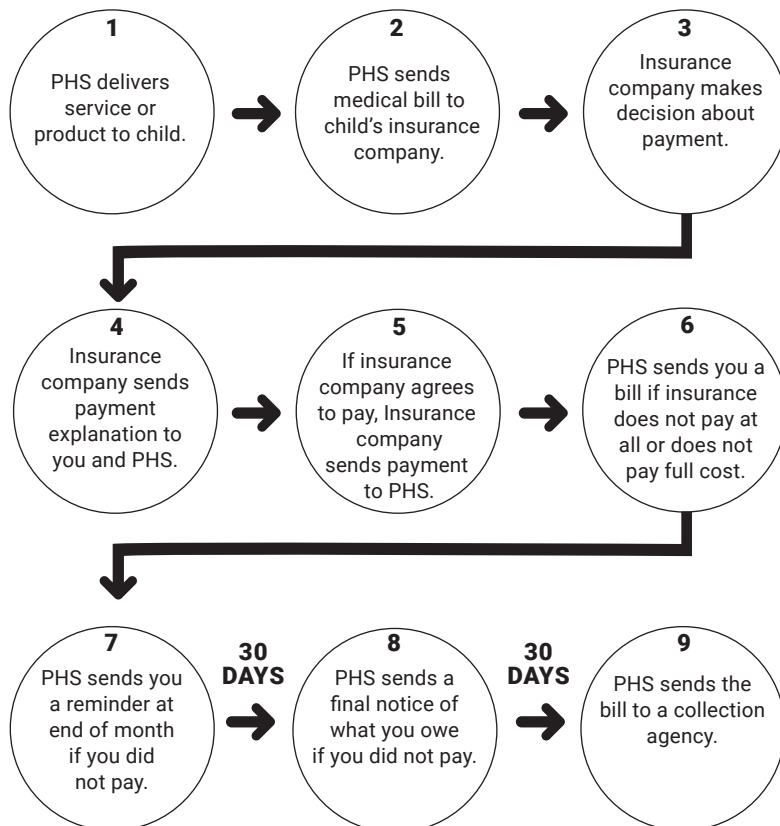 1
PHS delivers
service or
product to child.
2
PHS sends
medical bill to
child's insurance
company.
3
Insurance
company makes
decision about
payment.
4
Insurance
company sends
payment
explanation to
you and PHS.
5
If insurance
company agrees
to pay, Insurance
company
sends payment
to PHS.
6
PHS sends you a
bill if insurance
does not pay at
all or does not
pay full cost.
7
PHS sends you
a reminder at
end of month
if you did
not pay.
30
DAYS
8
PHS sends a
final notice of
what you owe
if you did not pay.
30
DAYS
9
PHS sends the
bill to a collection
agency.